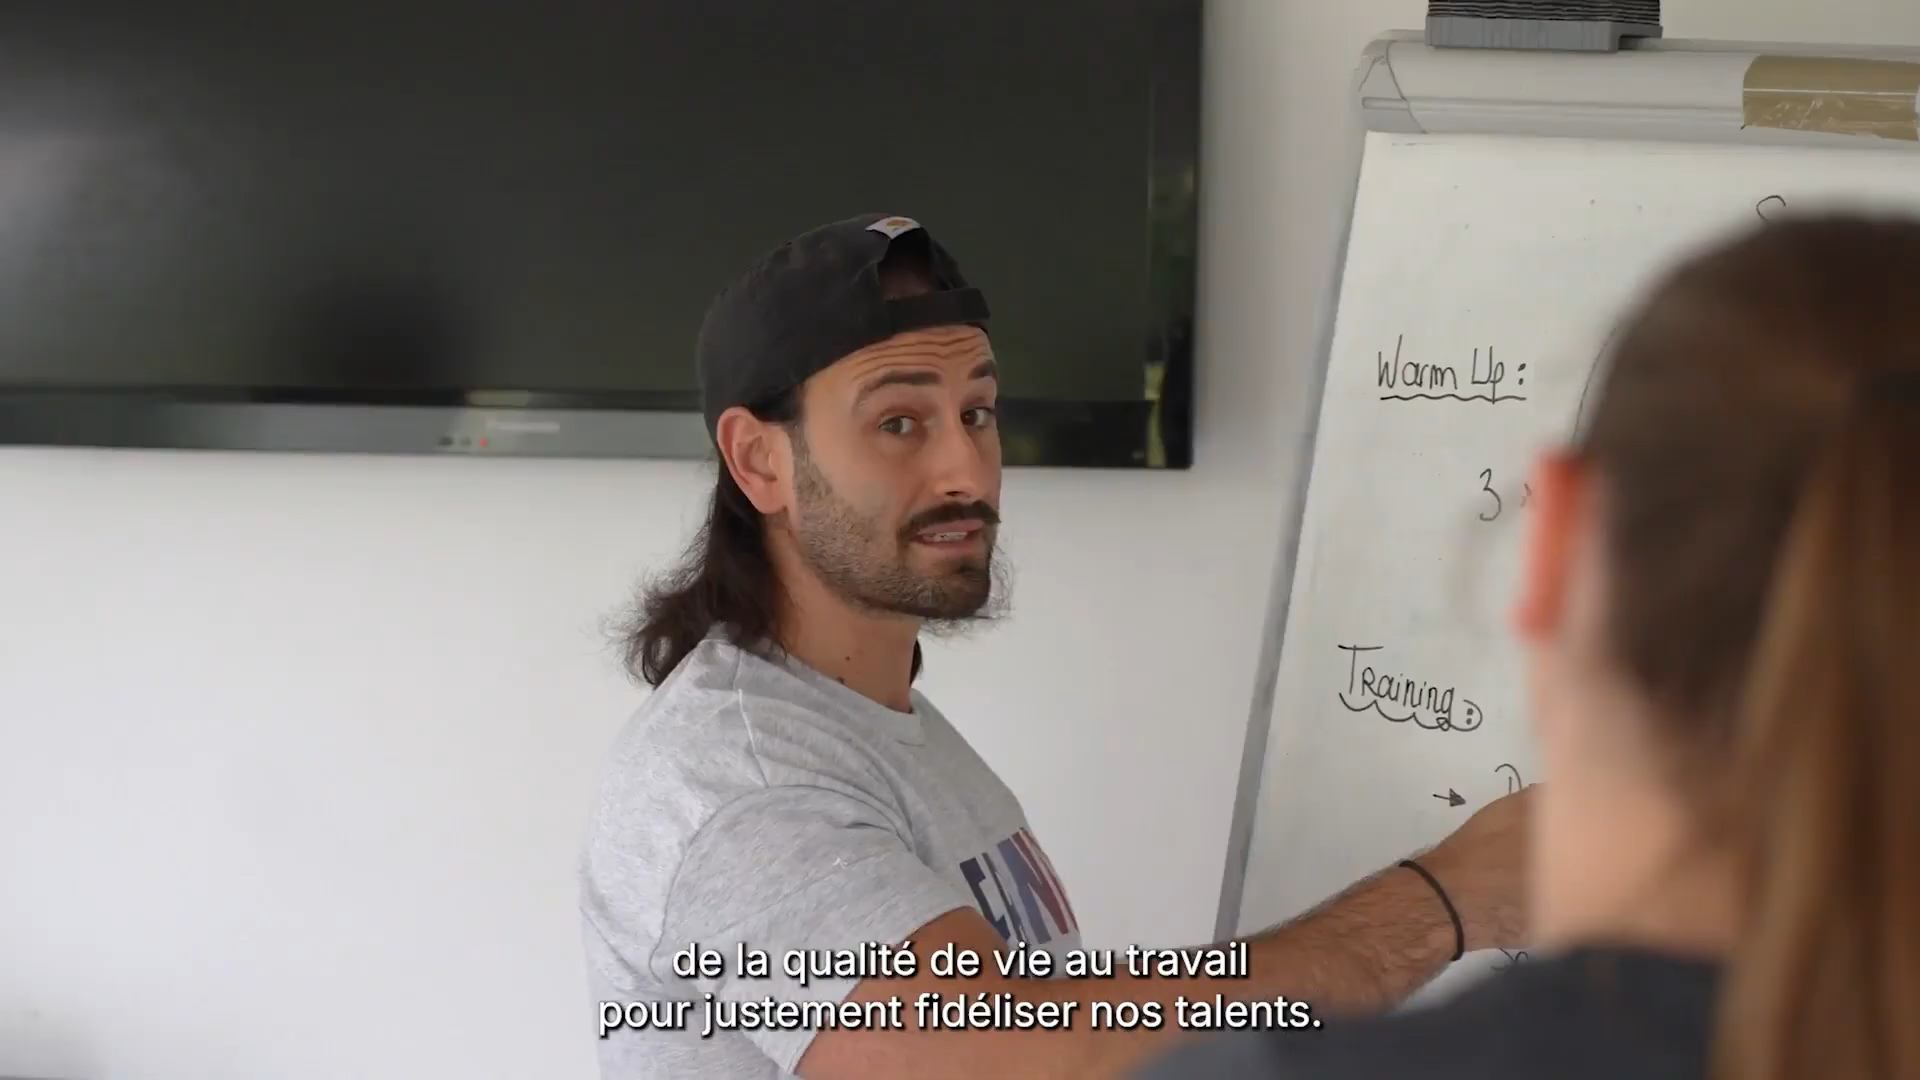 Warm Up :
3
Training :
→
de la qualité de vie au travail
pour justement fidéliser nos talents.